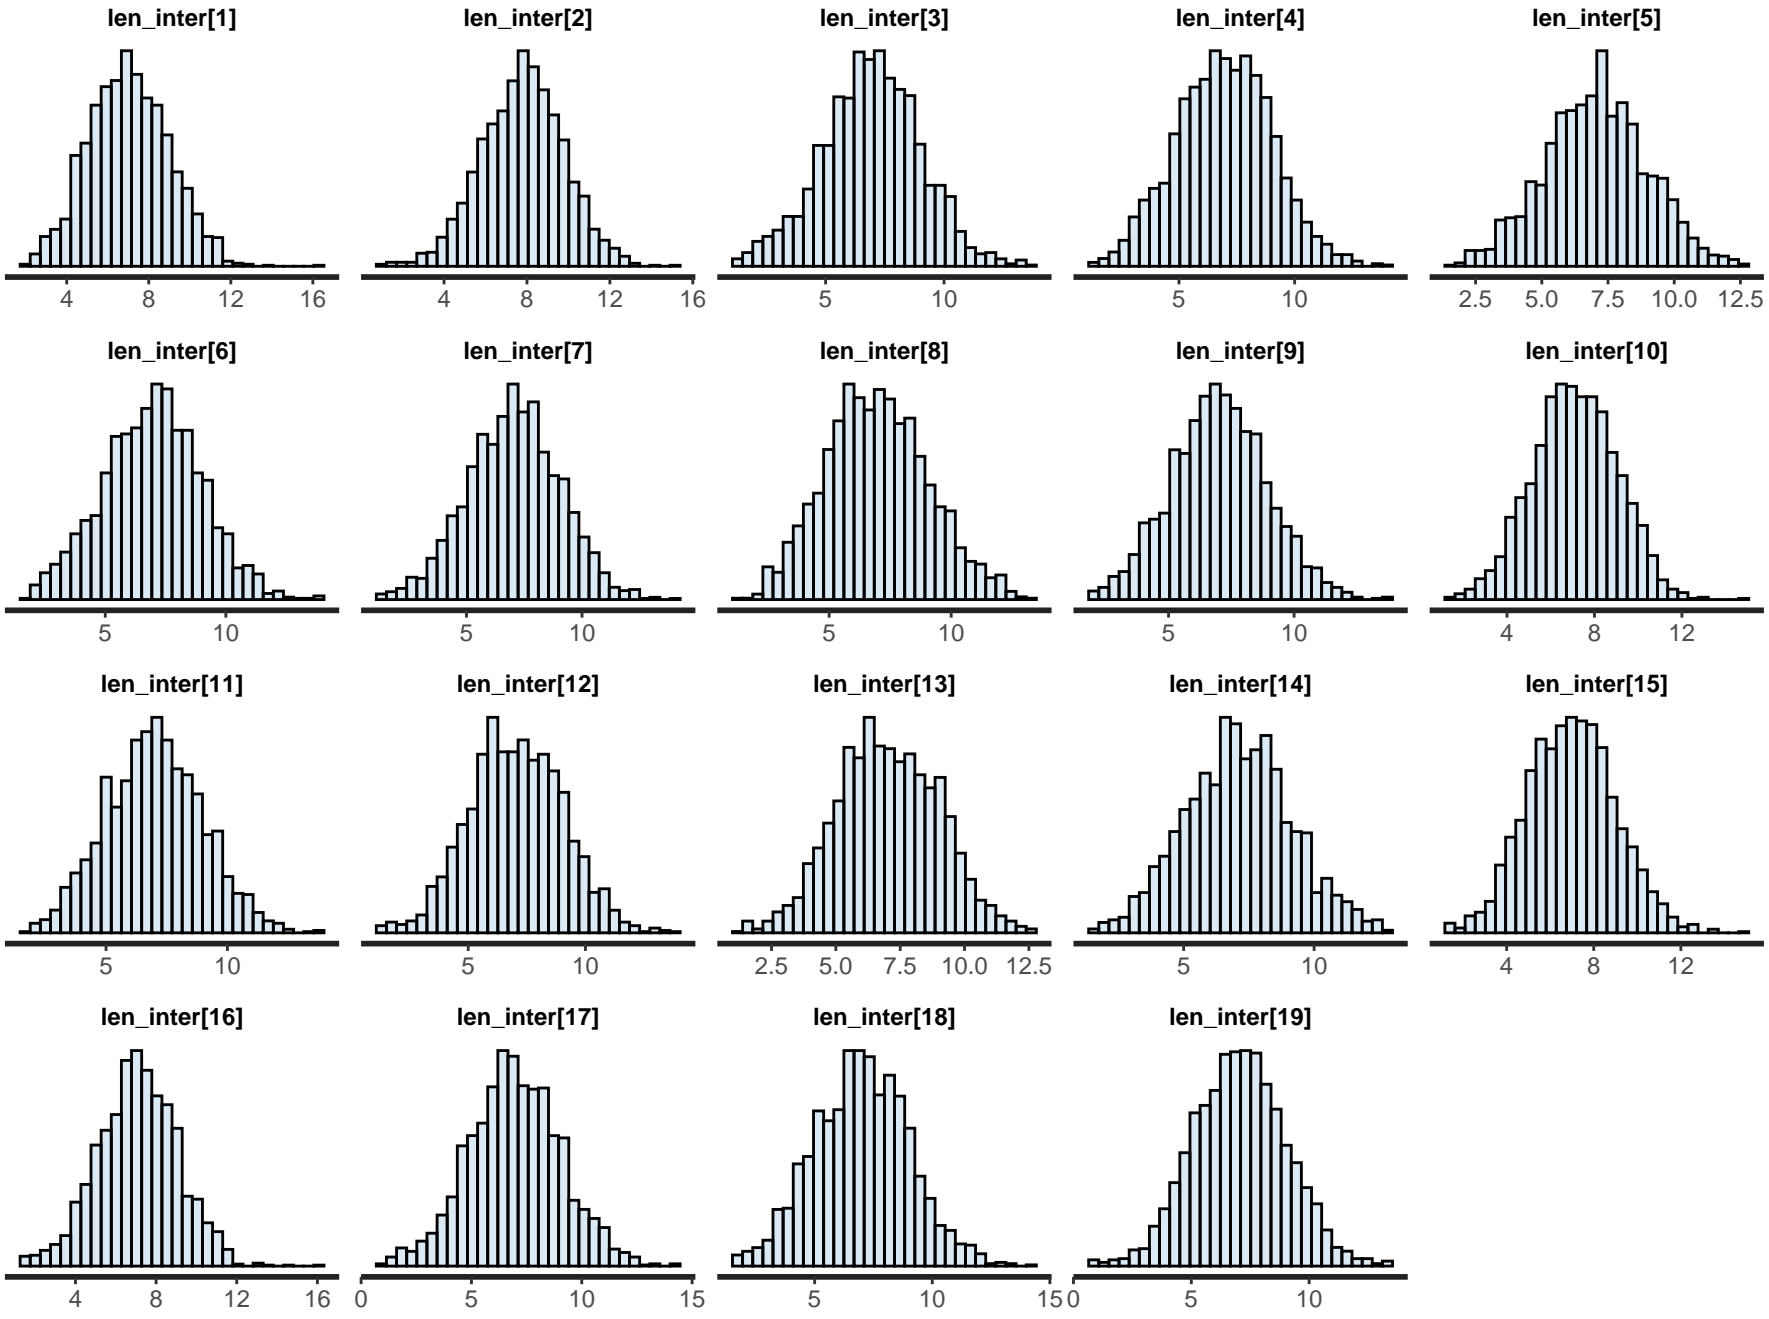 len_inter[1] len_inter[2] len_inter[3] len_inter[4] len_inter[5]
4 8 12 16 4 8 12 16 5 10 5 10 2.5 5.0 7.5 10.0 12.5
len_inter[6] len_inter[7] len_inter[8] len_inter[9] len_inter[10]
5 10 5 10 5 10 5 10 4 8 12
len_inter[11] len_inter[12] len_inter[13] len_inter[14] len_inter[15]
5 10 5 10 2.5 5.0 7.5 10.0 12.5 5 10 4 8 12
len_inter[16] len_inter[17] len_inter[18] len_inter[19]
4 8 12 16 0 5 10 15 5 10 15 0 5 10